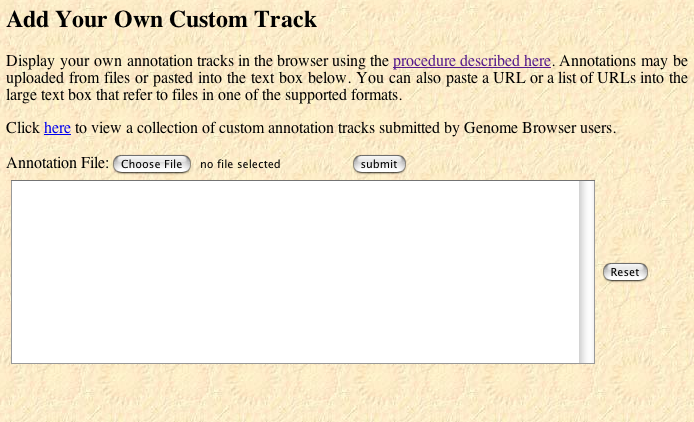 Add Your Own Custom Track
Display your own annotation tracks in the browser using the procedure described here. Annotations may be
uploaded from files or pasted into the text box below. You can also paste a URL or a list of URLs into the
large text box that refer to files in one of the supported formats.
Click here to view a collection of custom annotation tracks submitted by Genome Browser users.
Annotation File: Choose File no file selected submit
Reset